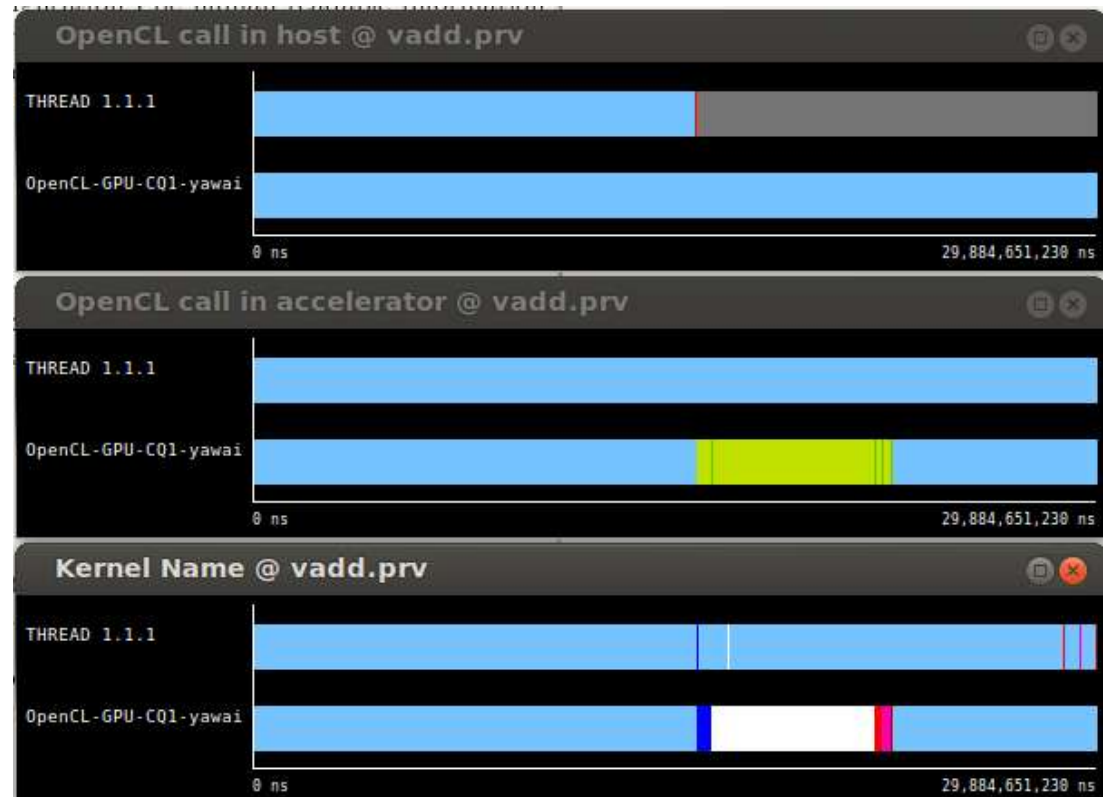 OpenCL call in host @ vadd.prv
THREAD 1.1.1
OpenCL-GPU-CQ1-yawai
0 ns 29,884,651,230 ns
OpenCL call in accelerator @ vadd.prv
THREAD 1.1.1
OpenCL-GPU-CQ1-yawai
0 ns 29,884,651,230 ns
Kernel Name @ vadd.prv
THREAD 1.1.1
OpenCL-GPU-CQ1-yawai
0 ns 29,884,651,230 ns